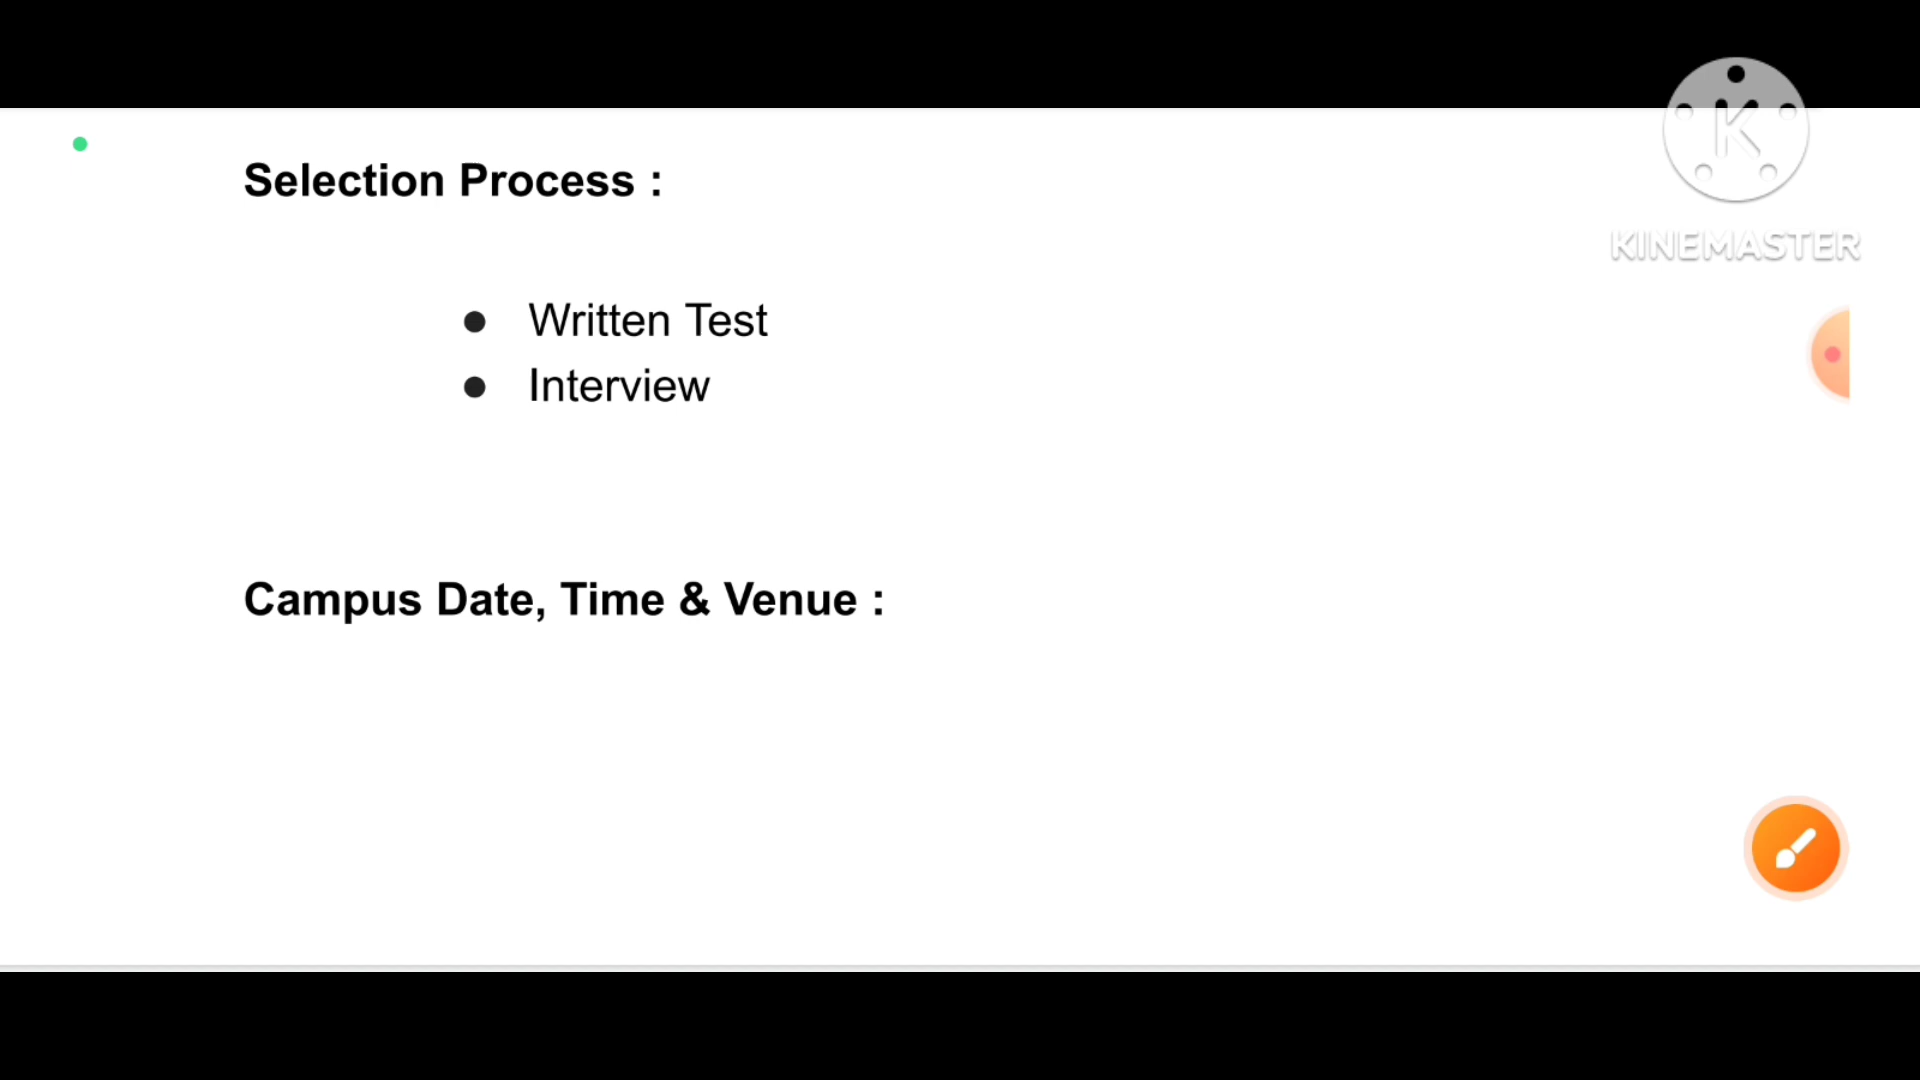 Selection Process :
K
KINEMASTER
● Written Test
● Interview
Campus Date, Time & Venue :